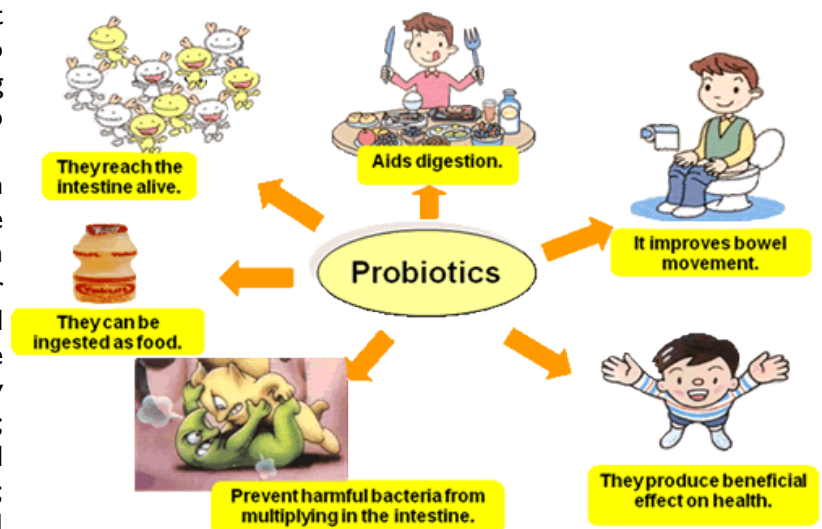 They reach the
intestine alive.
Aids digestion.
It improves bowel
movement.
Probiotics
They can be
ingested as food.
Yakult
Prevent harmful bacteria from
multiplying in the intestine.
They produce beneficial
effect on health.